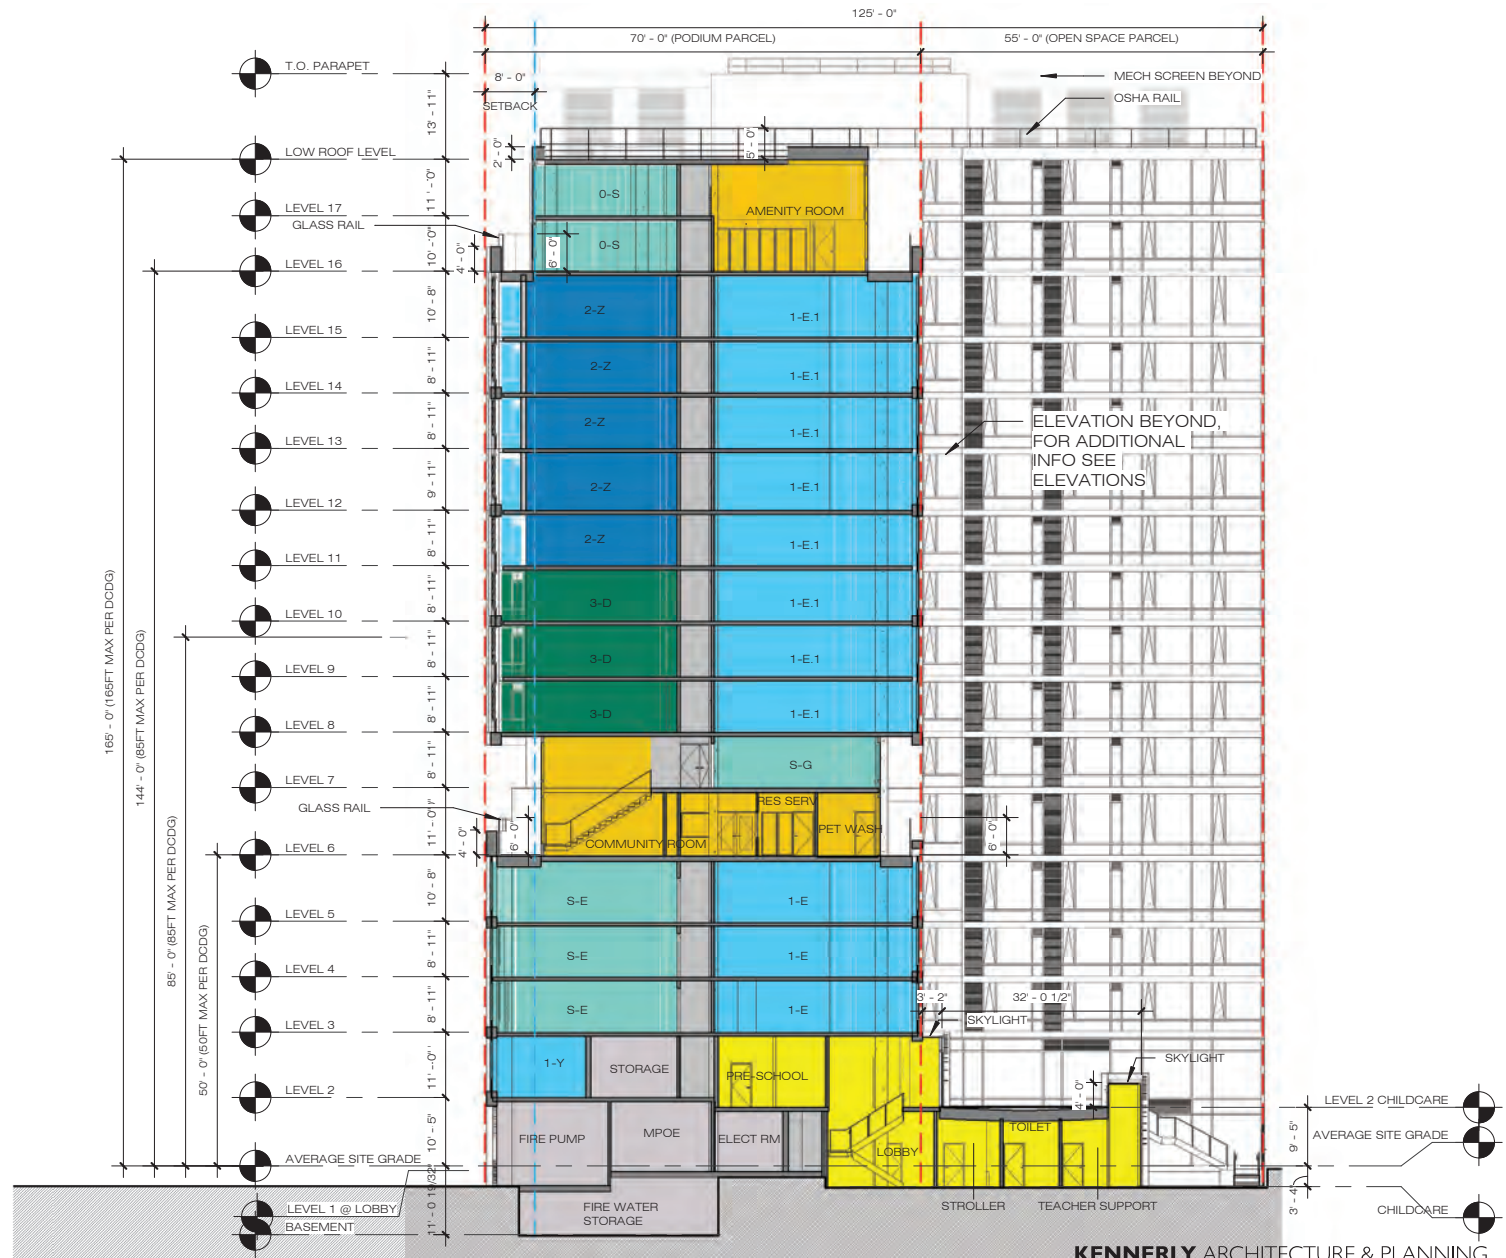 125' - 0"
70' - 0" (PODIUM PARCEL)
55' - 0" (OPEN SPACE PARCEL)
T.O. PARAPET
8' - 0"
SETBACK
MECH SCREEN BEYOND
OSHA RAIL
13' - 11"
2' - 0"
5' - 0"
LOW ROOF LEVEL
11' - 0"
0-S
AMENITY ROOM
LEVEL 17
GLASS RAIL
10' - 0"
4' - 0"
6' - 0"
0-S
LEVEL 16
10' - 8"
2-Z
1-E.1
LEVEL 15
8' - 11"
2-Z
1-E.1
LEVEL 14
8' - 11"
2-Z
1-E.1
ELEVATION BEYOND,
FOR ADDITIONAL
INFO SEE
ELEVATIONS
LEVEL 13
9' - 11"
2-Z
1-E.1
LEVEL 12
8' - 11"
2-Z
1-E.1
LEVEL 11
8' - 11"
3-D
1-E.1
LEVEL 10
8' - 11"
3-D
1-E.1
LEVEL 9
8' - 11"
3-D
1-E.1
LEVEL 8
8' - 11"
S-G
LEVEL 7
GLASS RAIL
11' - 0"
4' - 0"
6' - 0"
COMMUNITY ROOM
RES SERV
PET WASH
6' - 0"
LEVEL 6
10' - 8"
S-E
1-E
LEVEL 5
8' - 11"
S-E
1-E
LEVEL 4
8' - 11"
S-E
1-E
LEVEL 3
3' - 2"
32' - 0 1/2"
SKYLIGHT
SKYLIGHT
11' - 0"
1-Y
STORAGE
PRE-SCHOOL
4' - 0"
LEVEL 2
LEVEL 2 CHILDCARE
10' - 5"
FIRE PUMP
MPOE
ELECT RM
LOBBY
TOILET
9' - 5"
AVERAGE SITE GRADE
AVERAGE SITE GRADE
165' - 0" (165FT MAX PER DCDG)
144' - 0" (85FT MAX PER DCDG)
85' - 0" (85FT MAX PER DCDG)
50' - 0" (50FT MAX PER DCDG)
11' - 0 19/32"
LEVEL 1 @ LOBBY
BASEMENT
FIRE WATER
STORAGE
STROLLER
TEACHER SUPPORT
3' - 4"
CHILDCARE
KENNERLY ARCHITECTURE & PLANNING